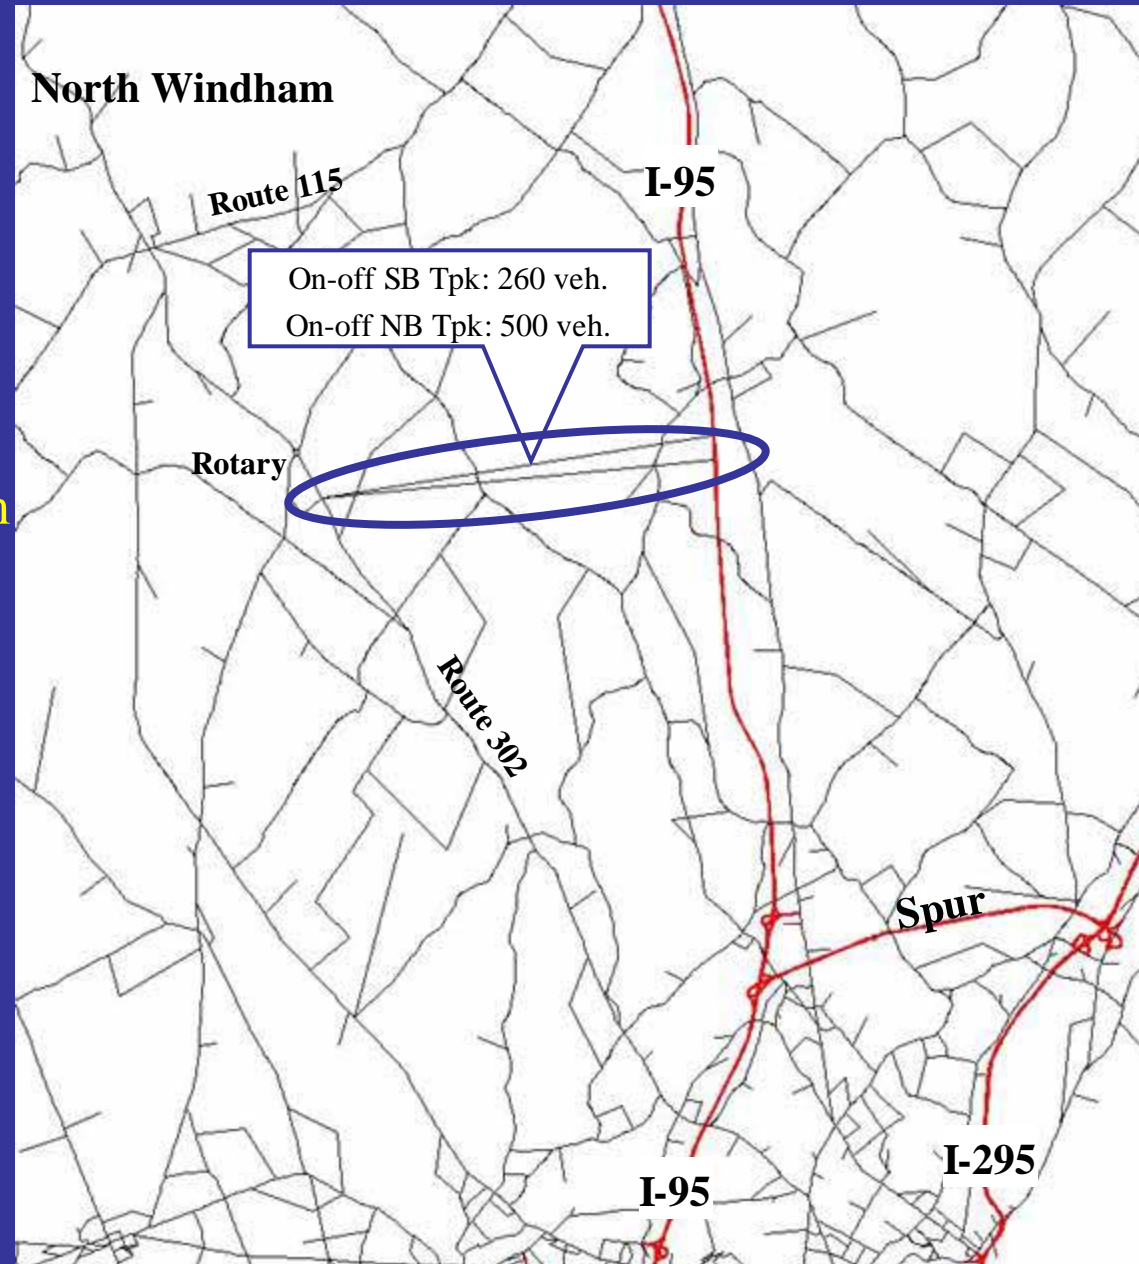 North Windham
I-95
Route 115
On-off SB Tpk: 260 veh.
On-off NB Tpk: 500 veh.
Rotary
Route 302
Spur
I-295
I-95